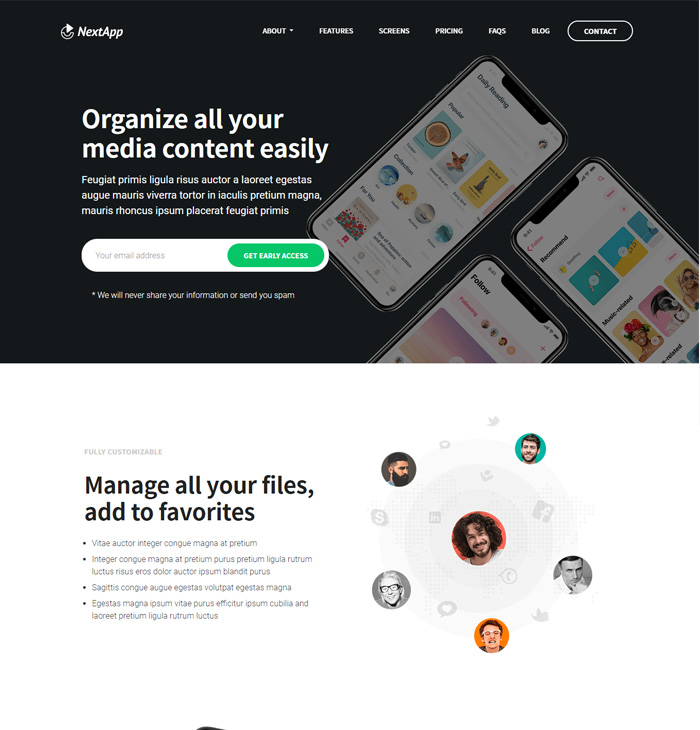 NextApp
ABOUT
FEATURES
SCREENS
PRICING
FAQS
BLOG
CONTACT
Organize all your
media content easily
Feugiat primis ligula risus auctor a laoreet egestas
augue mauris viverra tortor in iaculis pretium magna,
mauris rhoncus ipsum placerat feugiat primis
Your email address
GET EARLY ACCESS
* We will never share your information or send you spam
Daily Reading
Popular
Collection
For You
Follow
Following
Follow
Recommend
Music-related
FULLY CUSTOMIZABLE
Manage all your files,
add to favorites
Vitae auctor integer congue magna at pretium
Integer congue magna at pretium purus pretium ligula rutrum
luctus risus eros dolor auctor ipsum blandit purus
Sagittis congue augue egestas volutpat egestas magna
Egestas magna ipsum vitae purus efficitur ipsum cubilia and
laoreet pretium ligula rutrum luctus